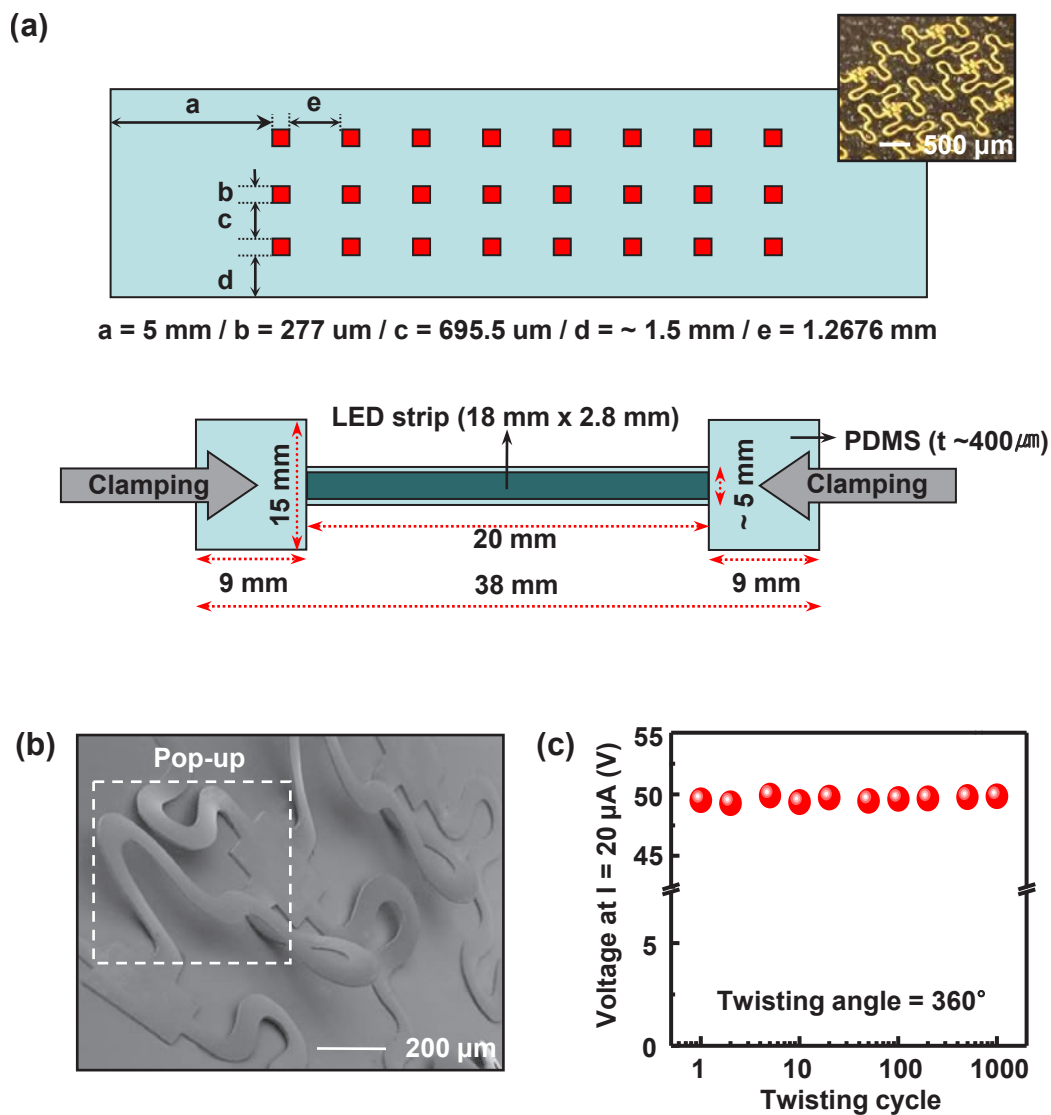 (a)
a
e
500 µm
b
c
d
a = 5 mm / b = 277 um / c = 695.5 um / d = ~ 1.5 mm / e = 1.2676 mm
LED strip (18 mm x 2.8 mm)
PDMS (t ~400㎛)
Clamping
15 mm
~ 5 mm
Clamping
20 mm
9 mm
38 mm
9 mm
(b)
Pop-up
200 µm
(c)
Voltage at I = 20 µA (V)
55
50
45
5
0
Twisting angle = 360°
1
10
100
1000
Twisting cycle